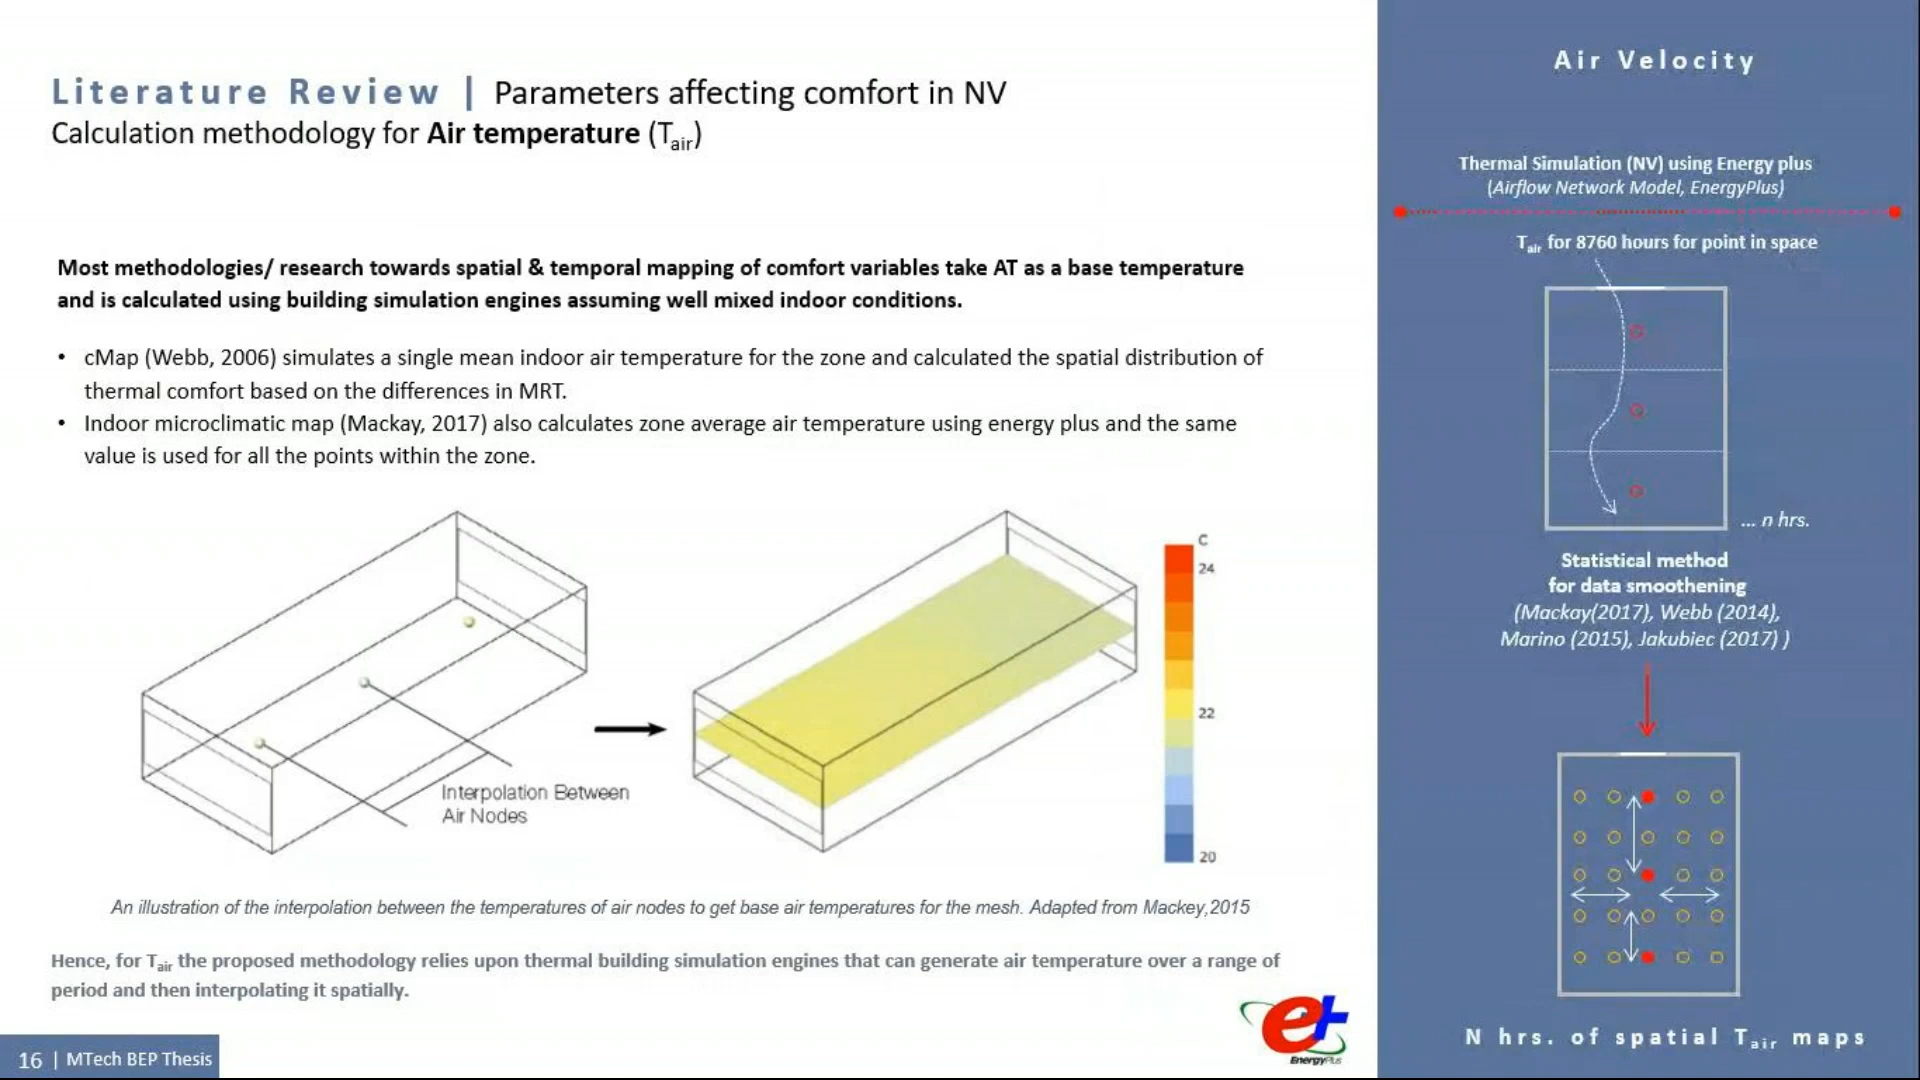 Literature Review | Parameters affecting comfort in NV
Calculation methodology for Air temperature (Tair)
Most methodologies/ research towards spatial & temporal mapping of comfort variables take AT as a base temperature
and is calculated using building simulation engines assuming well mixed indoor conditions.
• cMap (Webb, 2006) simulates a single mean indoor air temperature for the zone and calculated the spatial distribution of
thermal comfort based on the differences in MRT.
• Indoor microclimatic map (Mackay, 2017) also calculates zone average air temperature using energy plus and the same
value is used for all the points within the zone.
Interpolation Between
Air Nodes
C
24
22
20
An illustration of the interpolation between the temperatures of air nodes to get base air temperatures for the mesh. Adapted from Mackey,2015
Hence, for Tair the proposed methodology relies upon thermal building simulation engines that can generate air temperature over a range of
period and then interpolating it spatially.
e+
EnergyPlus
16 | MTech BEP Thesis
Air Velocity
Thermal Simulation (NV) using Energy plus
(Airflow Network Model, EnergyPlus)
Tair for 8760 hours for point in space
... n hrs.
Statistical method
for data smoothening
(Mackay(2017), Webb (2014),
Marino (2015), Jakubiec (2017) )
N hrs. of spatial Tair maps